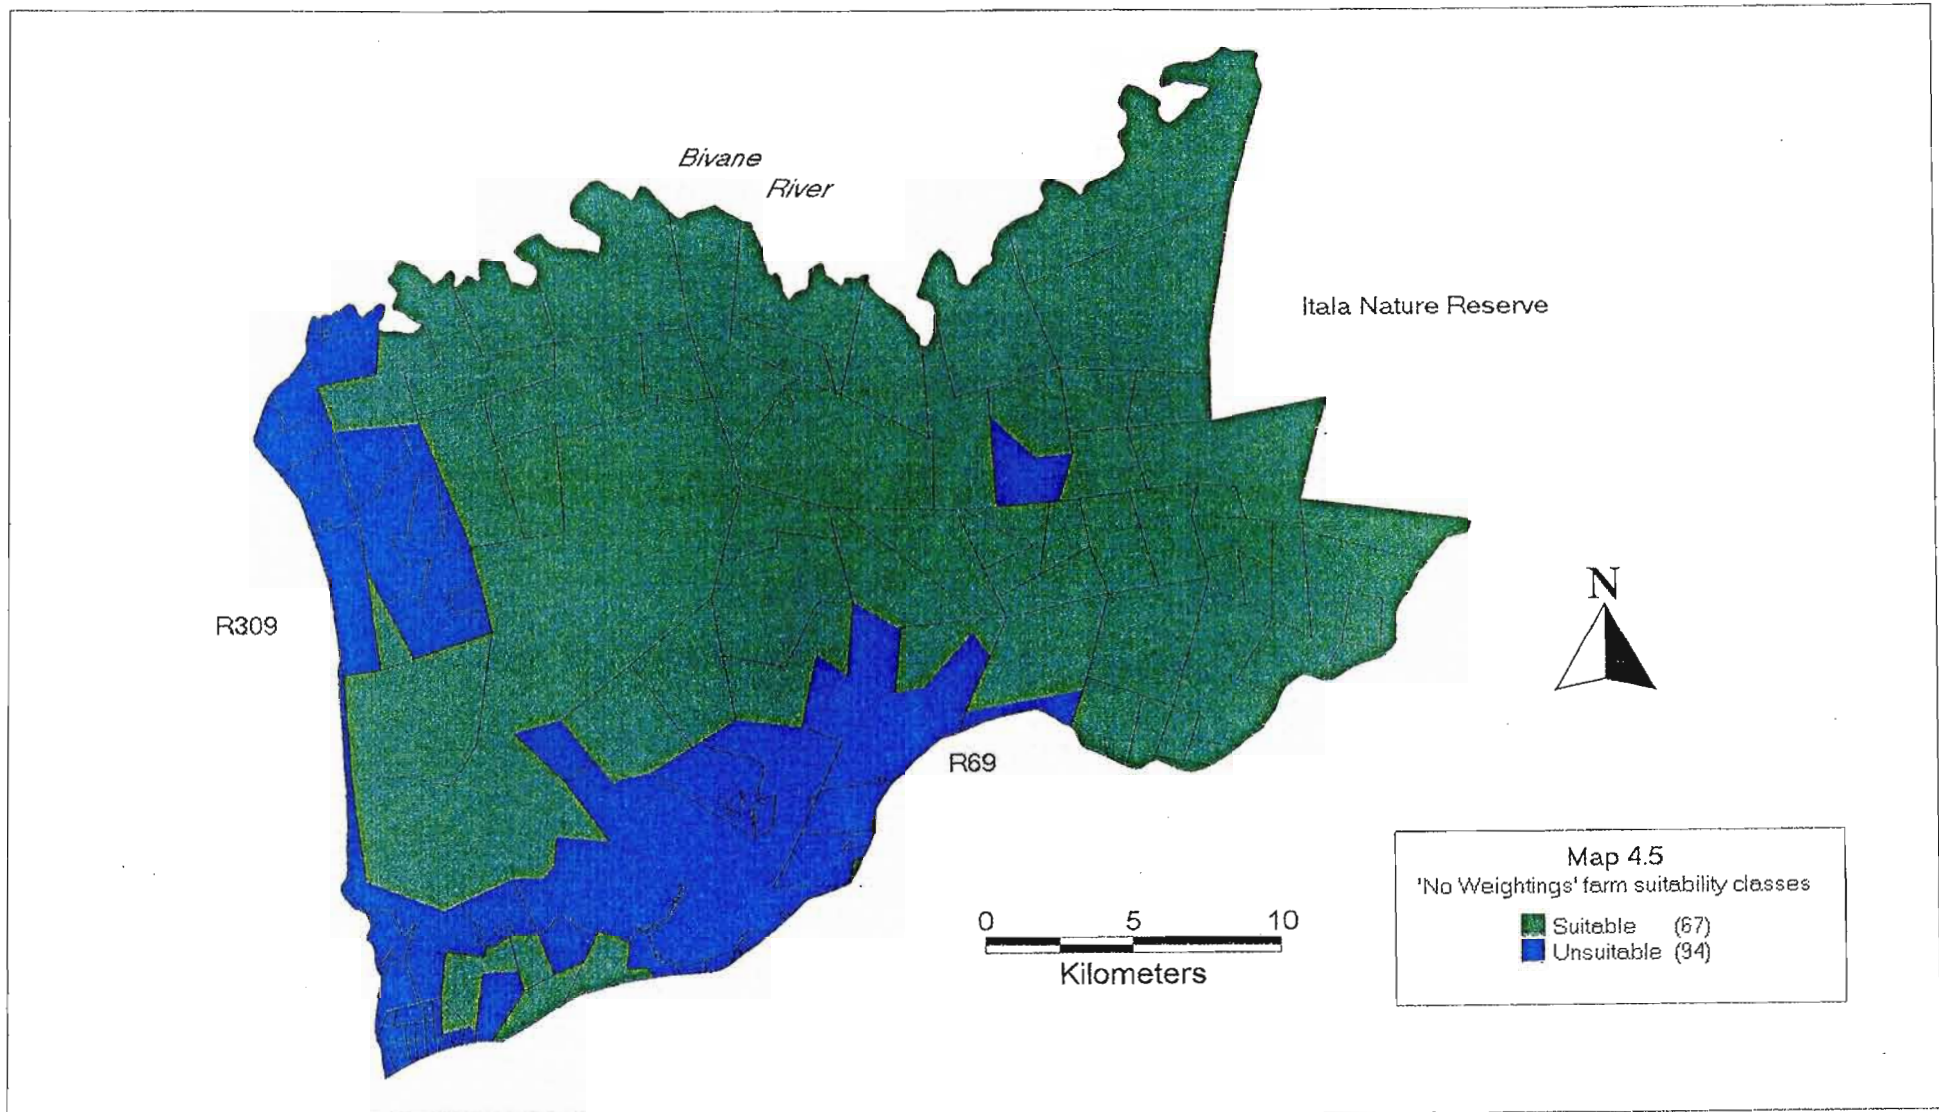 Bivane
River
Itala Nature Reserve
N
R309
R69
0 5 10
Kilometers
Map 4.5
'No Weightings' farm suitability classes
Suitable (67)
Unsuitable (94)